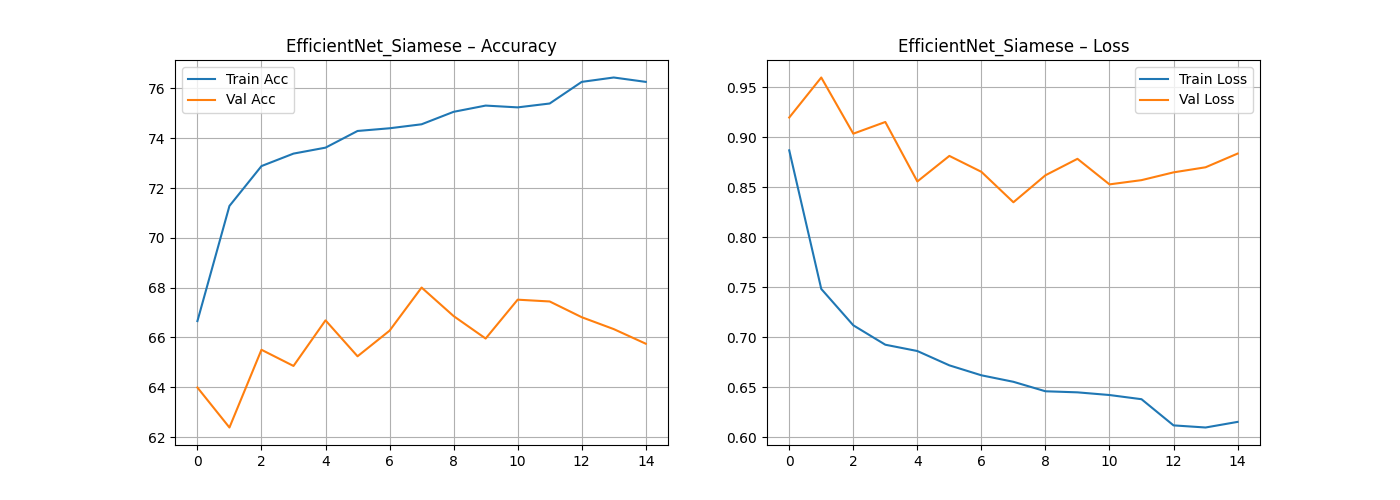 EfficientNet_Siamese – Accuracy
Train Acc
Val Acc
76
74
72
70
68
66
64
62
0 2 4 6 8 10 12 14
EfficientNet_Siamese – Loss
Train Loss
Val Loss
0.95
0.90
0.85
0.80
0.75
0.70
0.65
0.60
0 2 4 6 8 10 12 14